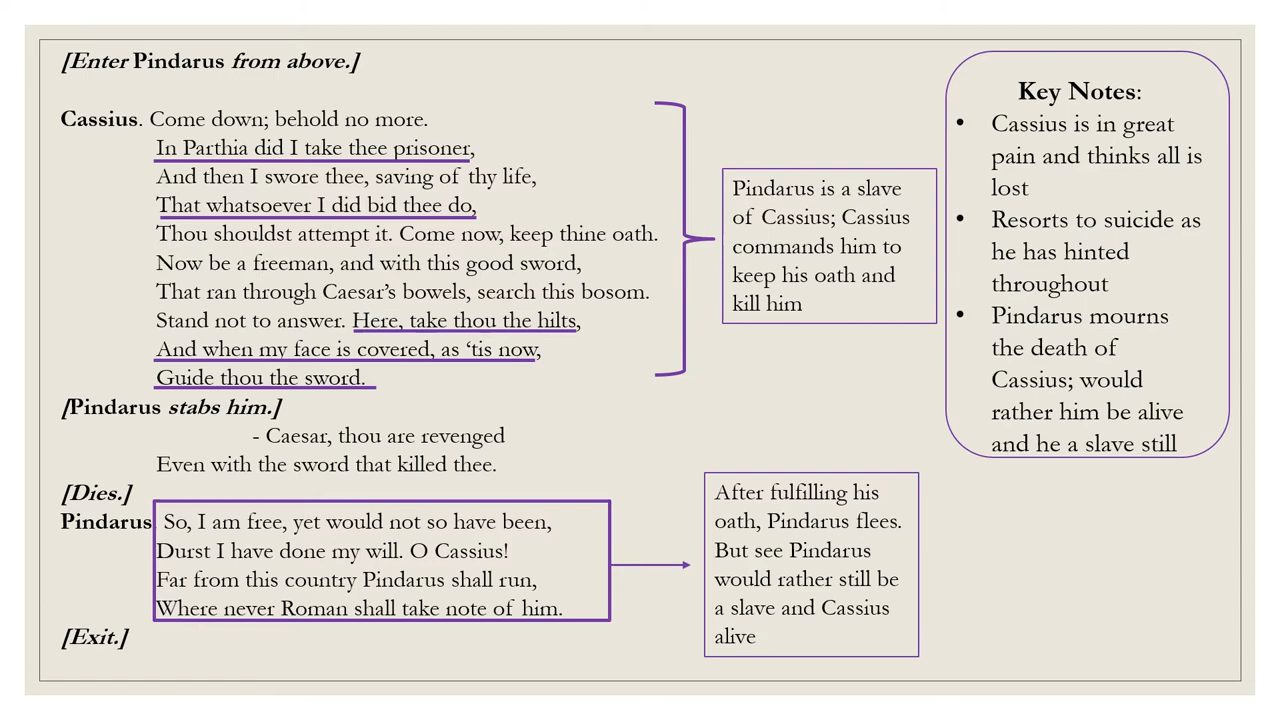 [Enter Pindarus from above.]
Cassius. Come down; behold no more.
In Parthia did I take thee prisoner,
And then I swore thee, saving of thy life,
That whatsoever I did bid thee do,
Thou shouldst attempt it. Come now, keep thine oath.
Now be a freeman, and with this good sword,
That ran through Caesar’s bowels, search this bosom.
Stand not to answer. Here, take thou the hilts,
And when my face is covered, as ‘tis now,
Guide thou the sword.
[Pindarus stabs him.]
- Caesar, thou are revenged
Even with the sword that killed thee.
[Dies.]
Pindarus. So, I am free, yet would not so have been,
Durst I have done my will. O Cassius!
Far from this country Pindarus shall run,
Where never Roman shall take note of him.
[Exit.]
Pindarus is a slave
of Cassius; Cassius
commands him to
keep his oath and
kill him
After fulfilling his
oath, Pindarus flees.
But see Pindarus
would rather still be
a slave and Cassius
alive
Key Notes:
• Cassius is in great
pain and thinks all is
lost
• Resorts to suicide as
he has hinted
throughout
• Pindarus mourns
the death of
Cassius; would
rather him be alive
and he a slave still